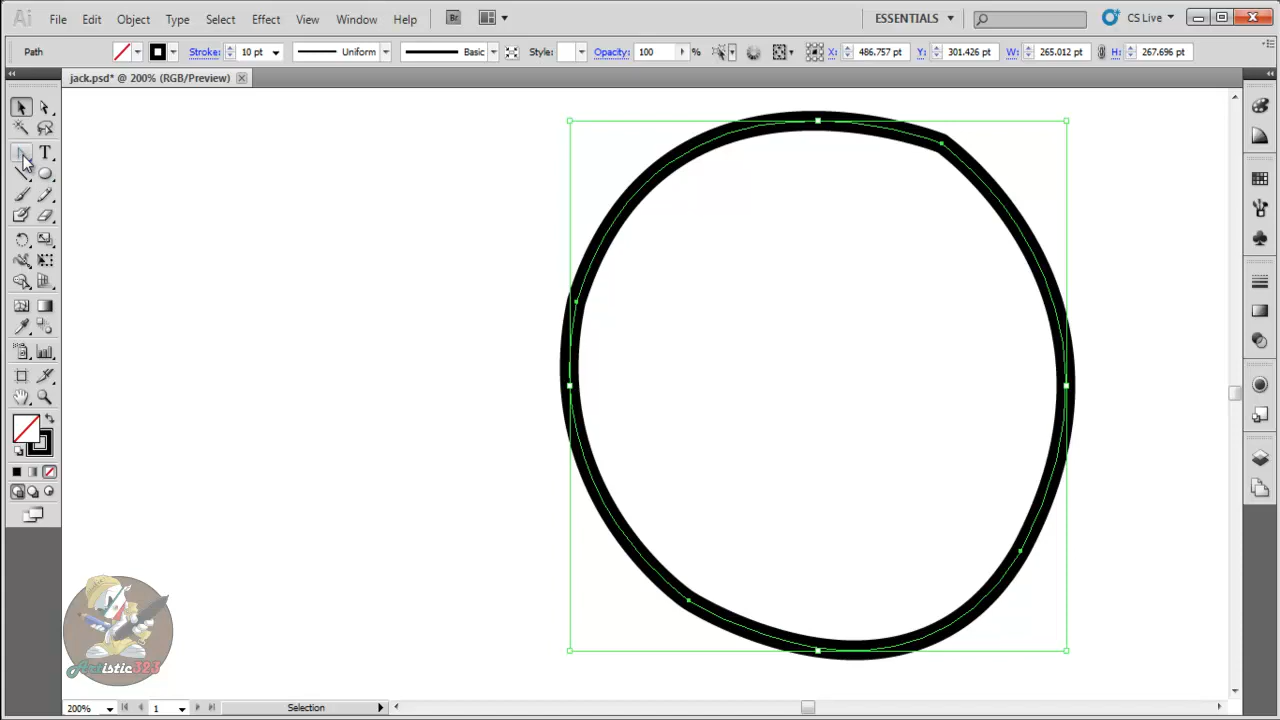 Ai File Edit Object Type Select Effect View Window Help Br ESSENTIALS CS Live
Path Stroke: 10 pt Uniform Basic Style: Opacity: 100 % X: 486.757 pt Y: 301.426 pt W: 265.012 pt H: 267.696 pt
jack.psd* @ 200% (RGB/Preview)
T
Artistic323
200% 1 Selection